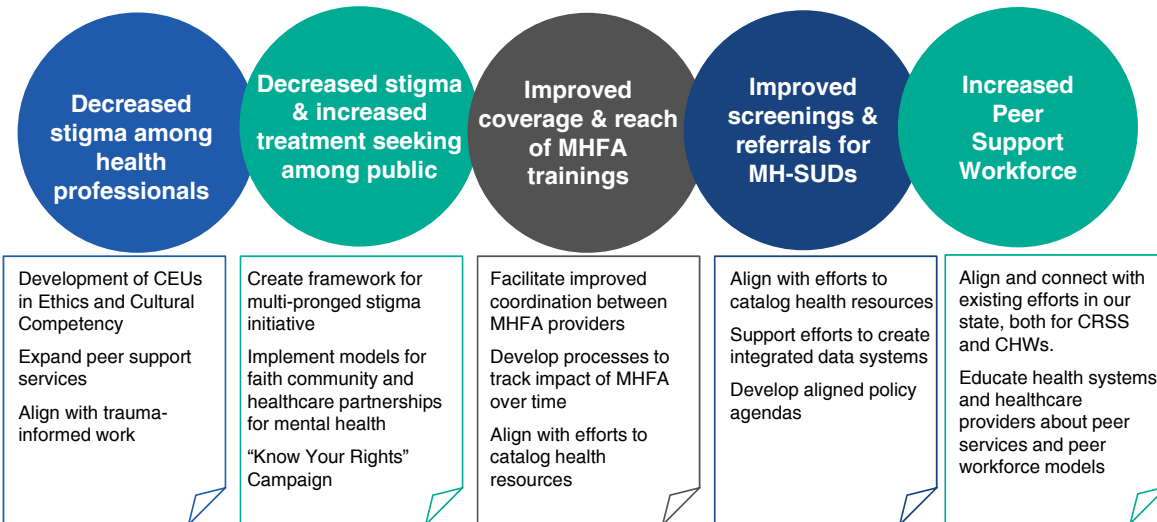 Decreased
stigma among
health
professionals
Decreased stigma
& increased
treatment seeking
among public
Improved
coverage & reach
of MHFA
trainings
Improved
screenings &
referrals for
MH-SUDs
Increased
Peer
Support
Workforce
Development of CEUs
in Ethics and Cultural
Competency
Expand peer support
services
Align with trauma-
informed work
Create framework for
multi-pronged stigma
initiative
Implement models for
faith community and
healthcare partnerships
for mental health
“Know Your Rights”
Campaign
Facilitate improved
coordination between
MHFA providers
Develop processes to
track impact of MHFA
over time
Align with efforts to
catalog health
resources
Align with efforts to
catalog health resources
Support efforts to create
integrated data systems
Develop aligned policy
agendas
Align and connect with
existing efforts in our
state, both for CRSS
and CHWs.
Educate health systems
and healthcare
providers about peer
services and peer
workforce models